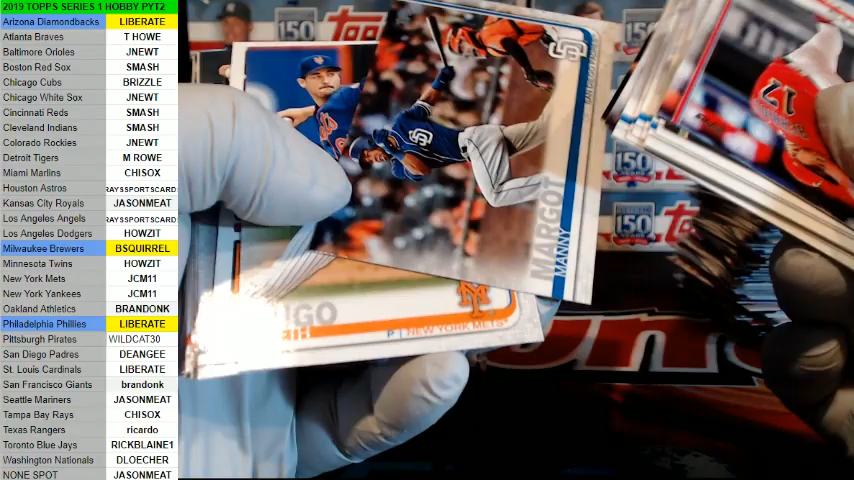 2019 TOPPS SERIES 1 HOBBY PYT2
Arizona Diamondbacks LIBERATE
Atlanta Braves T HOWE
Baltimore Orioles JNEWT
Boston Red Sox SMASH
Chicago Cubs BRIZZLE
Chicago White Sox JNEWT
Cincinnati Reds SMASH
Cleveland Indians SMASH
Colorado Rockies JNEWT
Detroit Tigers M ROWE
Miami Marlins CHISOX
Houston Astros RAYSSPORTSCARD
Kansas City Royals JASONMEAT
Los Angeles Angels RAYSSPORTSCARD
Los Angeles Dodgers HOWZIT
Milwaukee Brewers BSQUIRREL
Minnesota Twins HOWZIT
New York Mets JCM11
New York Yankees JCM11
Oakland Athletics BRANDONK
Philadelphia Phillies LIBERATE
Pittsburgh Pirates WILDCAT30
San Diego Padres DEANGEE
St. Louis Cardinals LIBERATE
San Francisco Giants brandonk
Seattle Mariners JASONMEAT
Tampa Bay Rays CHISOX
Texas Rangers ricardo
Toronto Blue Jays RICKBLAINE1
Washington Nationals DLOECHER
NONE SPOT JASONMEAT
150
150
MARGOT
MANNY
SD
17
150
Topps
150
Topps
P NEW YORK METS